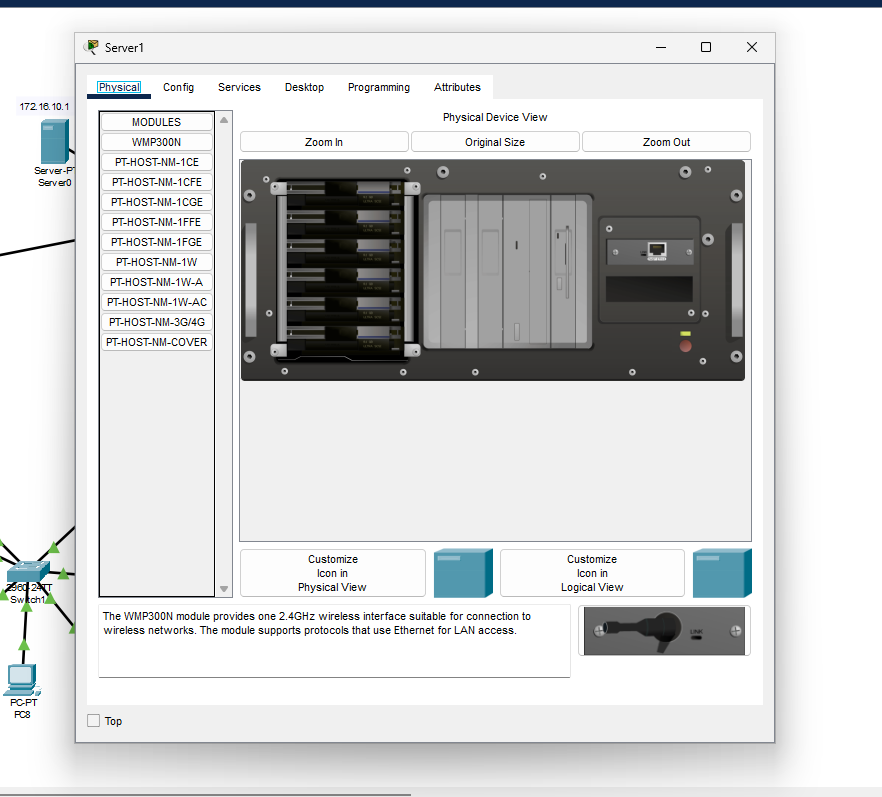 Server1
Physical
Config
Services
Desktop
Programming
Attributes
172.16.10.1
Server-PT
Server0
MODULES
WMP300N
PT-HOST-NM-1CE
PT-HOST-NM-1CFE
PT-HOST-NM-1CGE
PT-HOST-NM-1FFE
PT-HOST-NM-1FGE
PT-HOST-NM-1W
PT-HOST-NM-1W-A
PT-HOST-NM-1W-AC
PT-HOST-NM-3G/4G
PT-HOST-NM-COVER
Physical Device View
Zoom In
Original Size
Zoom Out
Customize
Icon in
Physical View
Customize
Icon in
Logical View
The WMP300N module provides one 2.4GHz wireless interface suitable for connection to
wireless networks. The module supports protocols that use Ethernet for LAN access.
LINK
2960-24TT
Switch1
PC-PT
PC8
Top